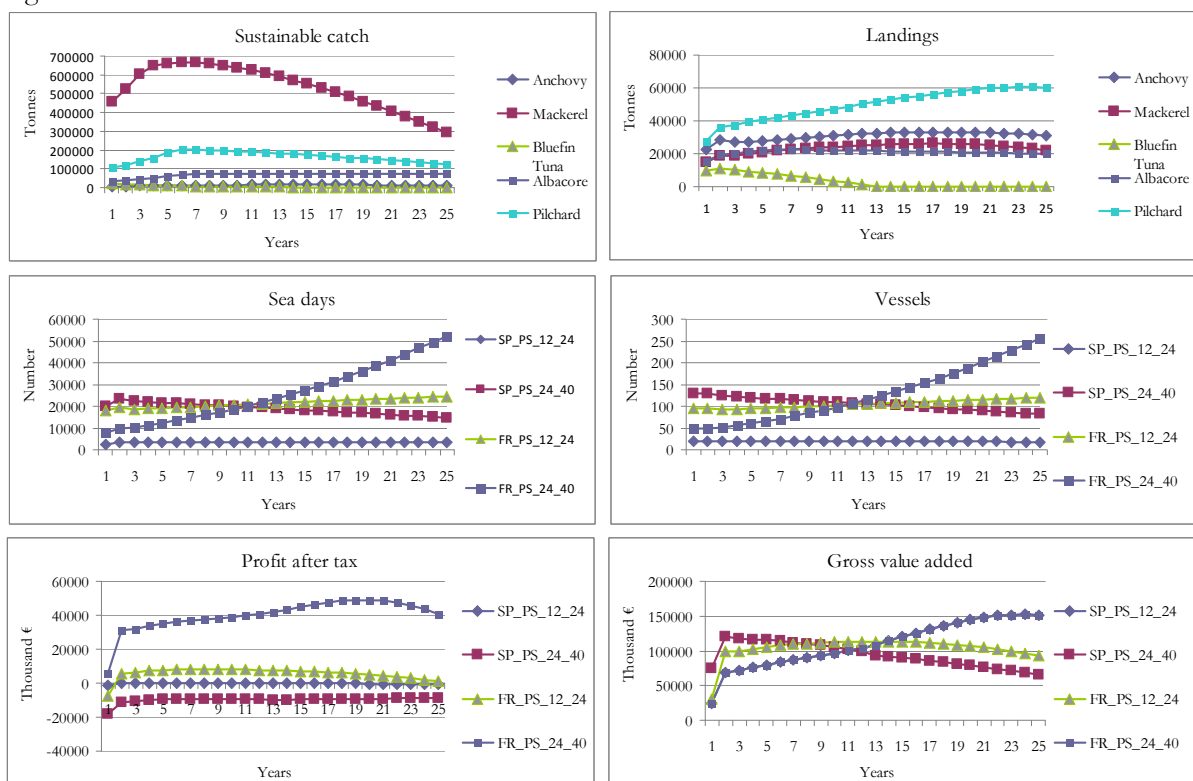 Sustainable catch
Tonnes
700000
600000
500000
400000
300000
200000
100000
0
1 3 5 7 9 11 13 15 17 19 21 23 25
Years
Anchovy
Mackerel
Bluefin
Tuna
Albacore
Pilchard
Landings
Tonnes
80000
60000
40000
20000
0
1 3 5 7 9 11 13 15 17 19 21 23 25
Years
Anchovy
Mackerel
Bluefin
Tuna
Albacore
Pilchard
Sea days
Number
60000
50000
40000
30000
20000
10000
0
1 3 5 7 9 11 13 15 17 19 21 23 25
Years
SP_PS_12_24
SP_PS_24_40
FR_PS_12_24
FR_PS_24_40
Vessels
Number
300
250
200
150
100
50
0
1 3 5 7 9 11 13 15 17 19 21 23 25
Years
SP_PS_12_24
SP_PS_24_40
FR_PS_12_24
FR_PS_24_40
Profit after tax
Thousand €
60000
40000
20000
0
-20000
-40000
1 3 5 7 9 11 13 15 17 19 21 23 25
Years
SP_PS_12_24
SP_PS_24_40
FR_PS_12_24
FR_PS_24_40
Gross value added
Thousand €
200000
150000
100000
50000
0
1 3 5 7 9 11 13 15 17 19 21 23 25
Years
SP_PS_12_24
SP_PS_24_40
FR_PS_12_24
FR_PS_24_40